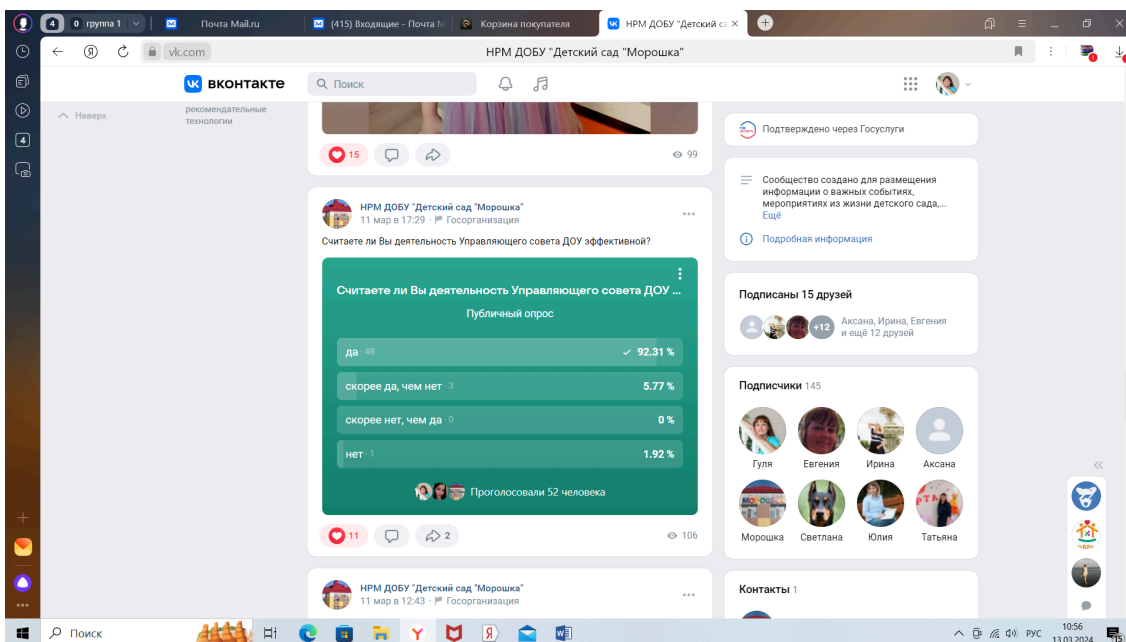 4
0 группа 1
Почта Mail.ru
(415) Входящие - Почта М
Корзина покупателя
НРМ ДОБУ "Детский са
vk.com
НРМ ДОБУ "Детский сад "Морошка"
вконтакте
Поиск
Наверх
рекомендательные
технологии
4
15
99
НРМ ДОБУ "Детский сад "Морошка"
11 мар в 17:29 · Госорганизация
Считаете ли Вы деятельность Управляющего совета ДОУ эффективной?
Считаете ли Вы деятельность Управляющего совета ДОУ ...
Публичный опрос
да · 48 92.31 %
скорее да, чем нет · 3 5.77 %
скорее нет, чем да · 0 0 %
нет · 1 1.92 %
Проголосовали 52 человека
11
2
106
НРМ ДОБУ "Детский сад "Морошка"
11 мар в 12:43 · Госорганизация
Подтверждено через Госуслуги
Сообщество создано для размещения
информации о важных событиях,
мероприятиях из жизни детского сада,...
Ещё
Подробная информация
Подписаны 15 друзей
+12
Аксана, Ирина, Евгения
и ещё 12 друзей
Подписчики 145
Гуля Евгения Ирина Аксана
Морошка Светлана Юлия Татьяна
Контакты 1
Поиск
РУС
10:56
13.03.2024
15